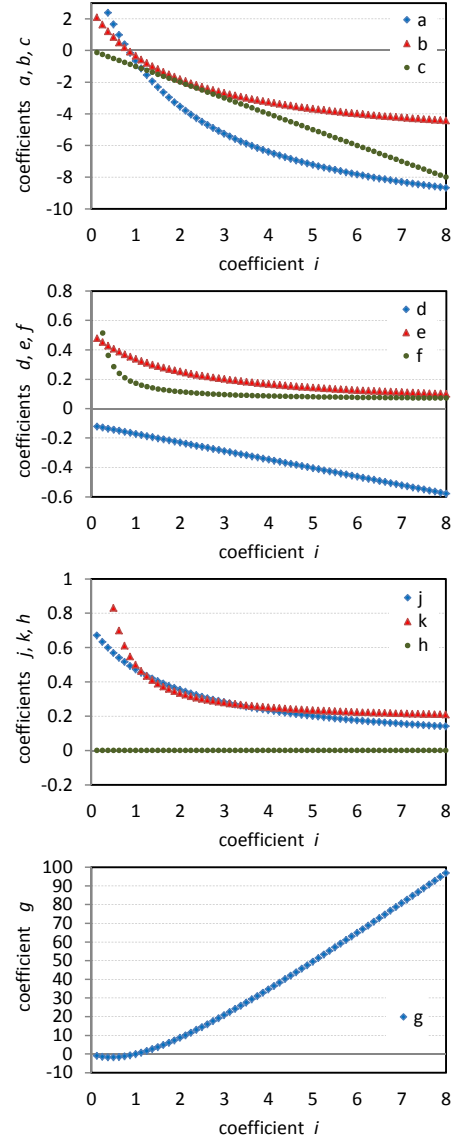 coefficients a, b, c
2
0
-2
-4
-6
-8
-10
a
b
c
0 1 2 3 4 5 6 7 8
coefficient i
coefficients d, e, f
0.8
0.6
0.4
0.2
0
-0.2
-0.4
-0.6
d
e
f
0 1 2 3 4 5 6 7 8
coefficient i
coefficients j, k, h
1
0.8
0.6
0.4
0.2
0
-0.2
j
k
h
0 1 2 3 4 5 6 7 8
coefficient i
coefficient g
100
90
80
70
60
50
40
30
20
10
0
-10
g
0 1 2 3 4 5 6 7 8
coefficient i